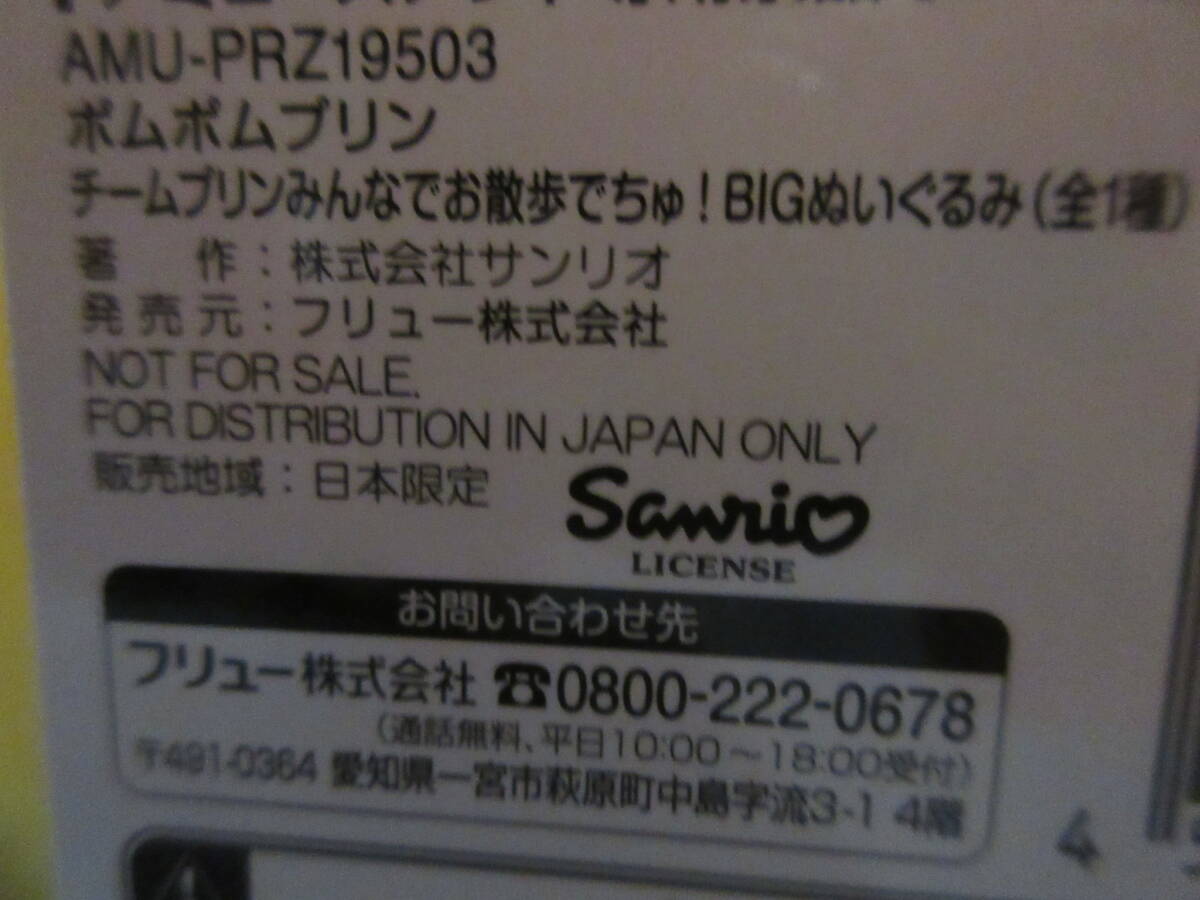 AMU-PRZ19503
ポムポムプリン
チームプリンみんなでお散歩でちゅ！BIGぬいぐるみ（全1種）
著　作：株式会社サンリオ
発売元：フリュー株式会社
NOT FOR SALE.
FOR DISTRIBUTION IN JAPAN ONLY
販売地域：日本限定
Sanrio
LICENSE
お問い合わせ先
フリュー株式会社 ☎0800-222-0678
（通話無料、平日10:00～18:00受付）
〒491-0364 愛知県一宮市萩原町中島字流3-1 4階
4